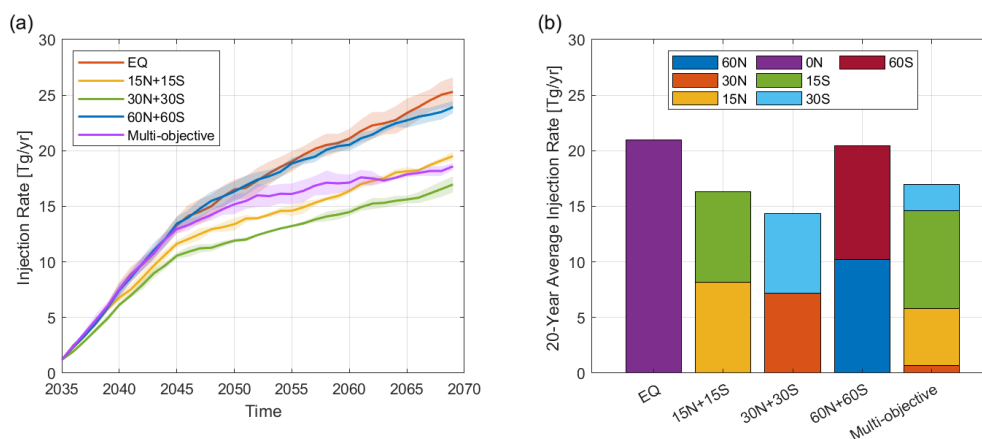 (a)
Injection Rate [Tg/yr]
30
25
20
15
10
5
0
EQ
15N+15S
30N+30S
60N+60S
Multi-objective
2035 2040 2045 2050 2055 2060 2065 2070
Time
(b)
20-Year Average Injection Rate [Tg/yr]
30
25
20
15
10
5
0
60N 0N 60S
30N 15S
15N 30S
EQ 15N+15S 30N+30S 60N+60S Multi-objective